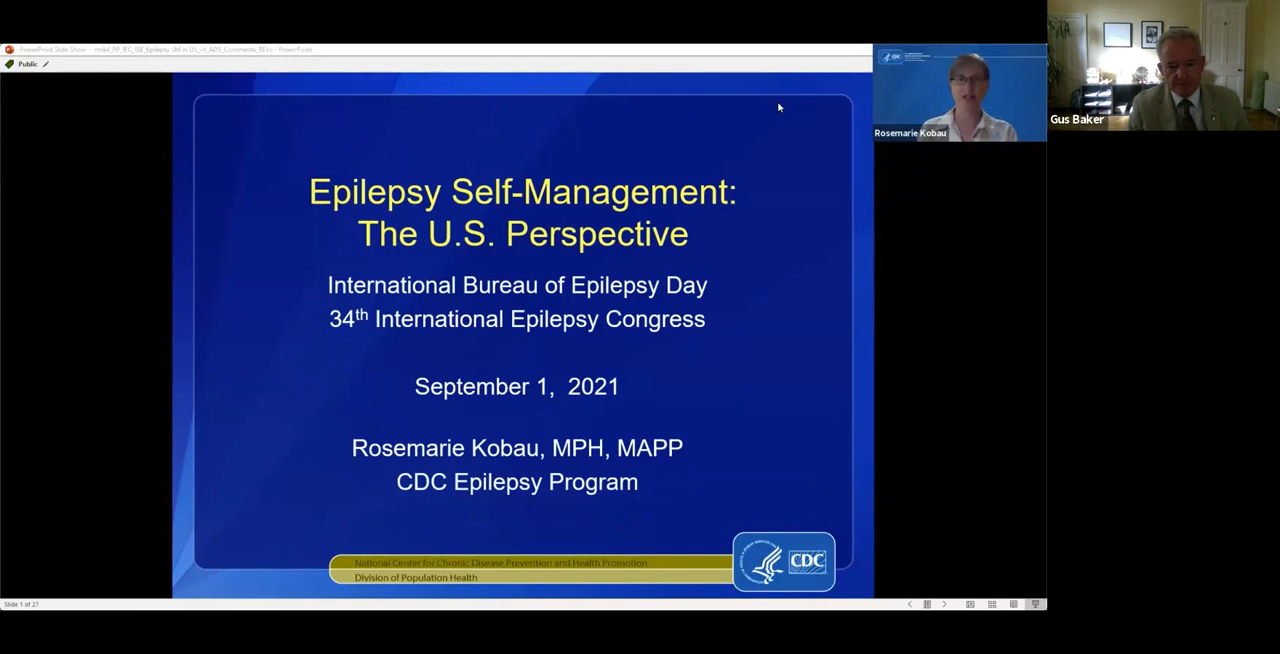 Public
Rosemarie Kobau
Gus Baker
Epilepsy Self-Management:
The U.S. Perspective
International Bureau of Epilepsy Day
34th International Epilepsy Congress
September 1, 2021
Rosemarie Kobau, MPH, MAPP
CDC Epilepsy Program
National Center for Chronic Disease Prevention and Health Promotion
Division of Population Health
CDC
Slide 1 of 27